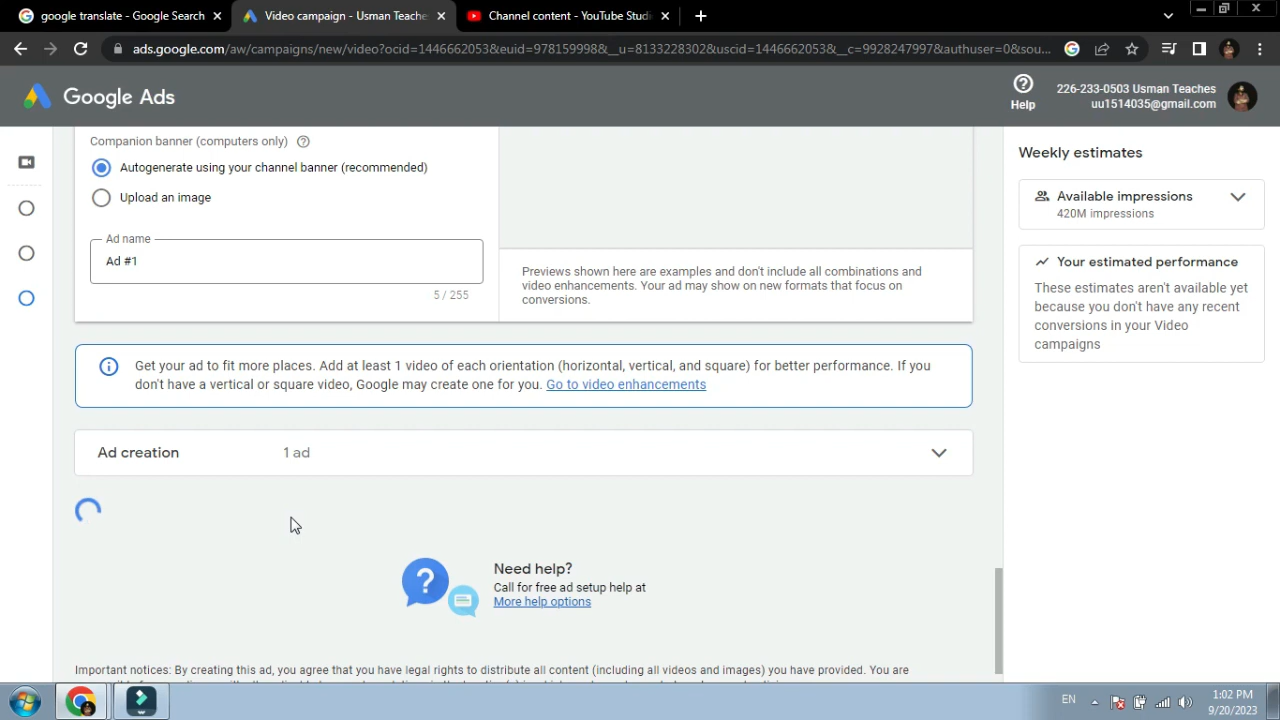 google translate - Google Search
Video campaign - Usman Teache
Channel content - YouTube Studi
ads.google.com/aw/campaigns/new/video?ocid=1446662053&euid=978159998&__u=8133228302&uscid=1446662053&__c=9928247997&authuser=0&sou...
Google Ads
Help
226-233-0503 Usman Teaches
uu1514035@gmail.com
Companion banner (computers only)
Autogenerate using your channel banner (recommended)
Upload an image
Ad name
Ad #1
5 / 255
Previews shown here are examples and don't include all combinations and
video enhancements. Your ad may show on new formats that focus on
conversions.
Get your ad to fit more places. Add at least 1 video of each orientation (horizontal, vertical, and square) for better performance. If you
don't have a vertical or square video, Google may create one for you. Go to video enhancements
Ad creation 1 ad
Need help?
Call for free ad setup help at
More help options
Important notices: By creating this ad, you agree that you have legal rights to distribute all content (including all videos and images) you have provided. You are
Weekly estimates
Available impressions
420M impressions
Your estimated performance
These estimates aren't available yet
because you don't have any recent
conversions in your Video
campaigns
EN
1:02 PM
9/20/2023